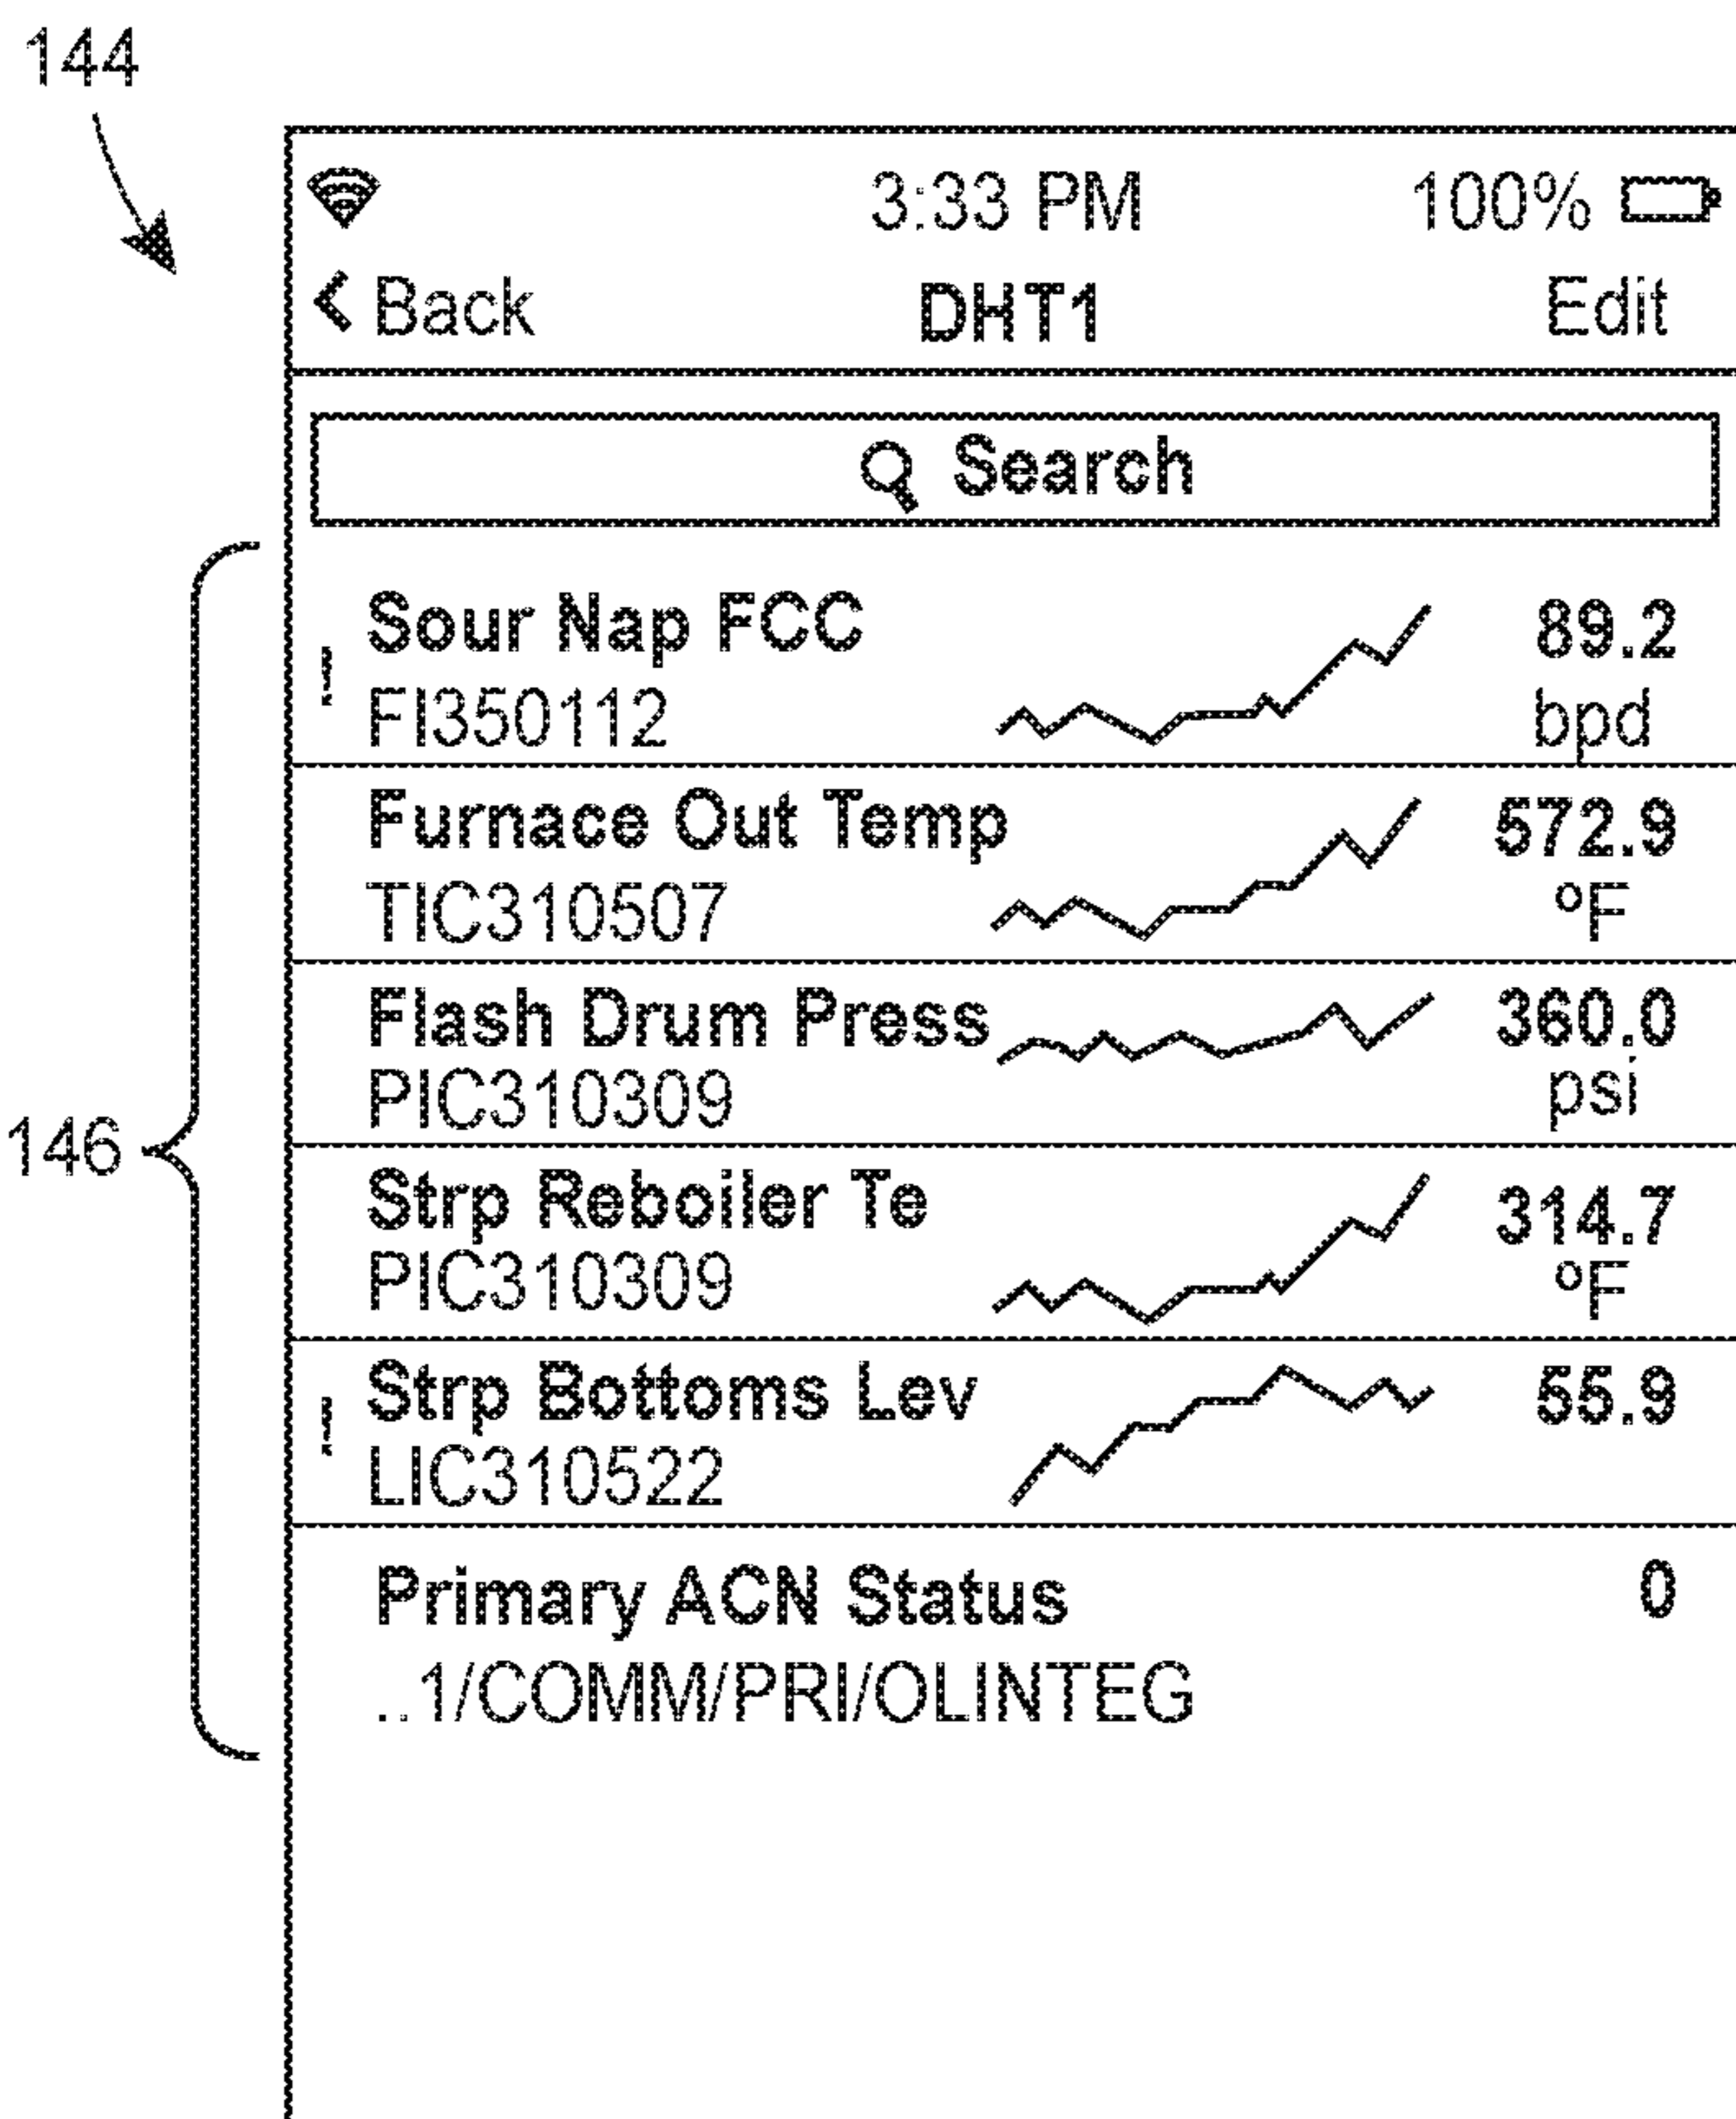 144
3:33 PM 100%
Back DHT1 Edit
Search
Sour Nap FCC 89.2
! FI350112 bpd
Furnace Out Temp 572.9
TIC310507 °F
Flash Drum Press 360.0
PIC310309 psi
146
Strp Reboiler Te 314.7
PIC310309 °F
! Strp Bottoms Lev 55.9
LIC310522
Primary ACN Status 0
..1/COMM/PRI/OLINTEG